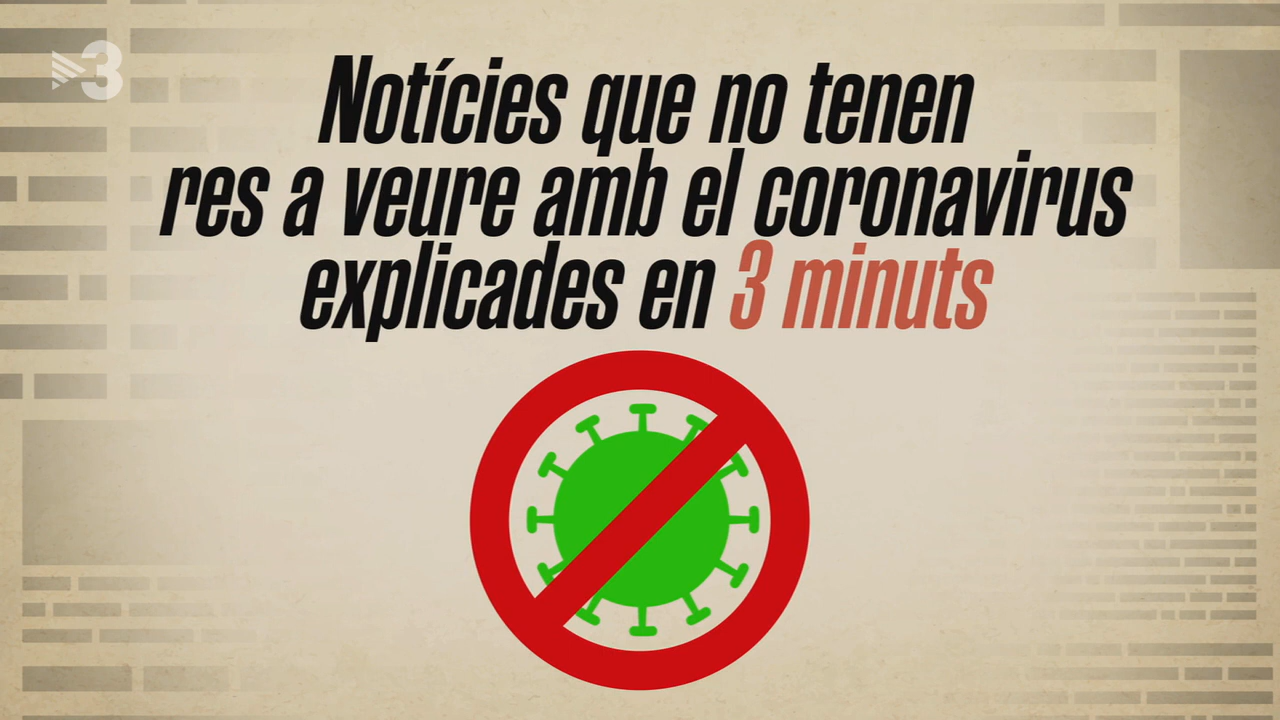 3
Notícies que no tenen
res a veure amb el coronavirus
explicades en 3 minuts